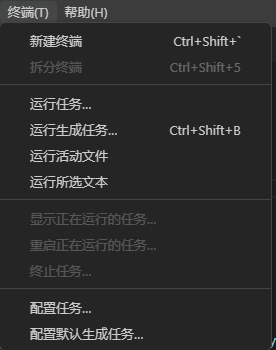 终端(T) 帮助(H)
新建终端 Ctrl+Shift+`
拆分终端 Ctrl+Shift+5
运行任务...
运行生成任务... Ctrl+Shift+B
运行活动文件
运行所选文本
显示正在运行的任务...
重启正在运行的任务...
终止任务...
配置任务...
配置默认生成任务...